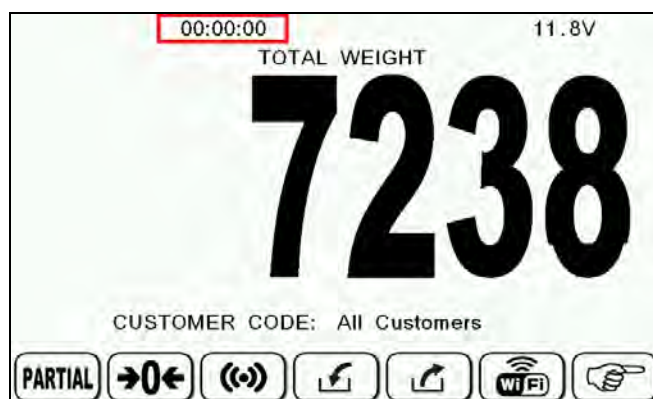 00:00:00 11.8V
TOTAL WEIGHT
7238
CUSTOMER CODE: All Customers
PARTIAL →0← WiFi